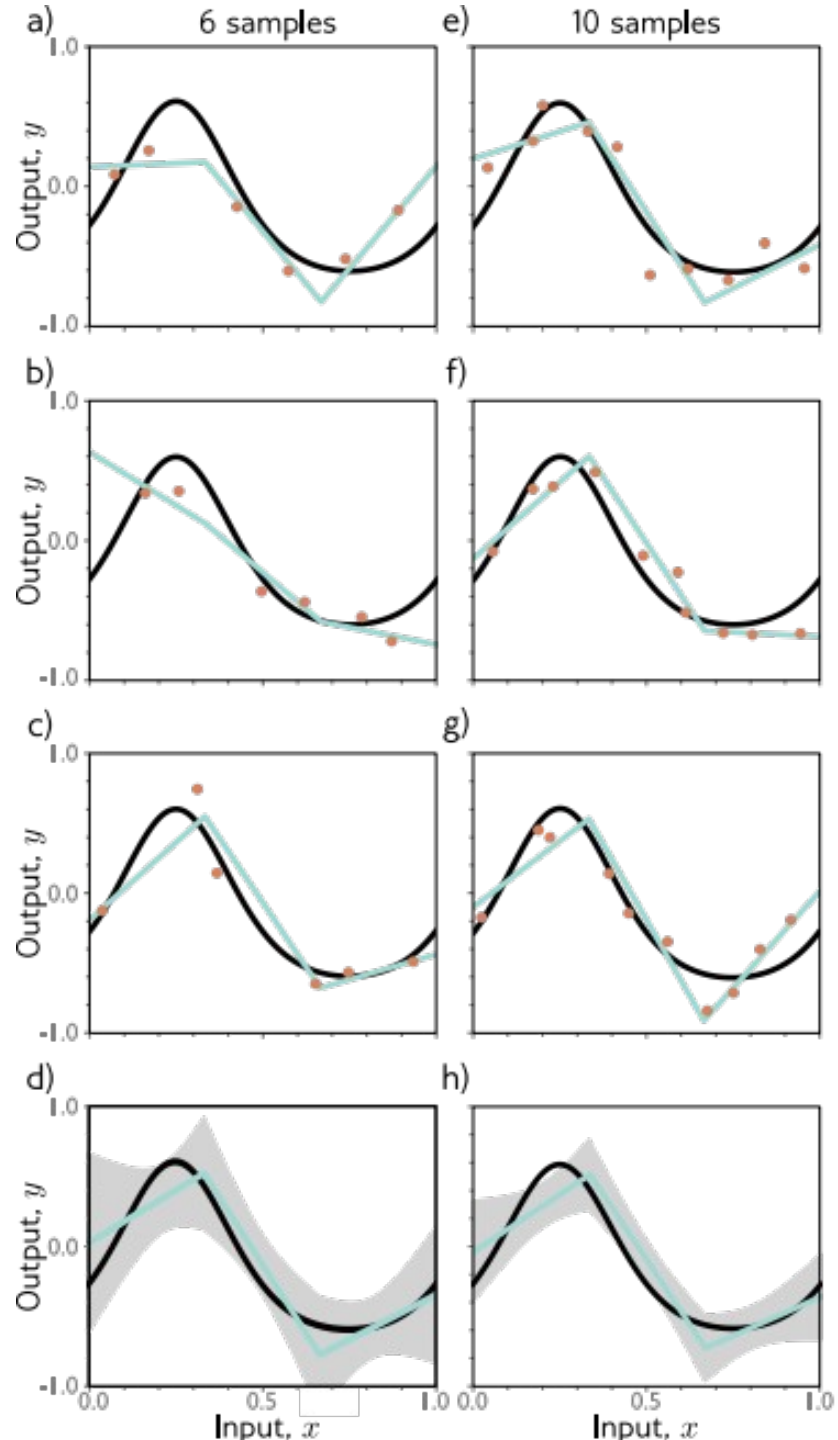 6 samples
10 samples
a)
1.0
Output, y
0.0
-1.0
e)
b)
1.0
Output, y
0.0
-1.0
f)
c)
1.0
Output, y
0.0
-1.0
g)
d)
1.0
Output, y
0.0
-1.0
0.0 0.5 1.0
Input, x
h)
0.0 0.5 1.0
Input, x